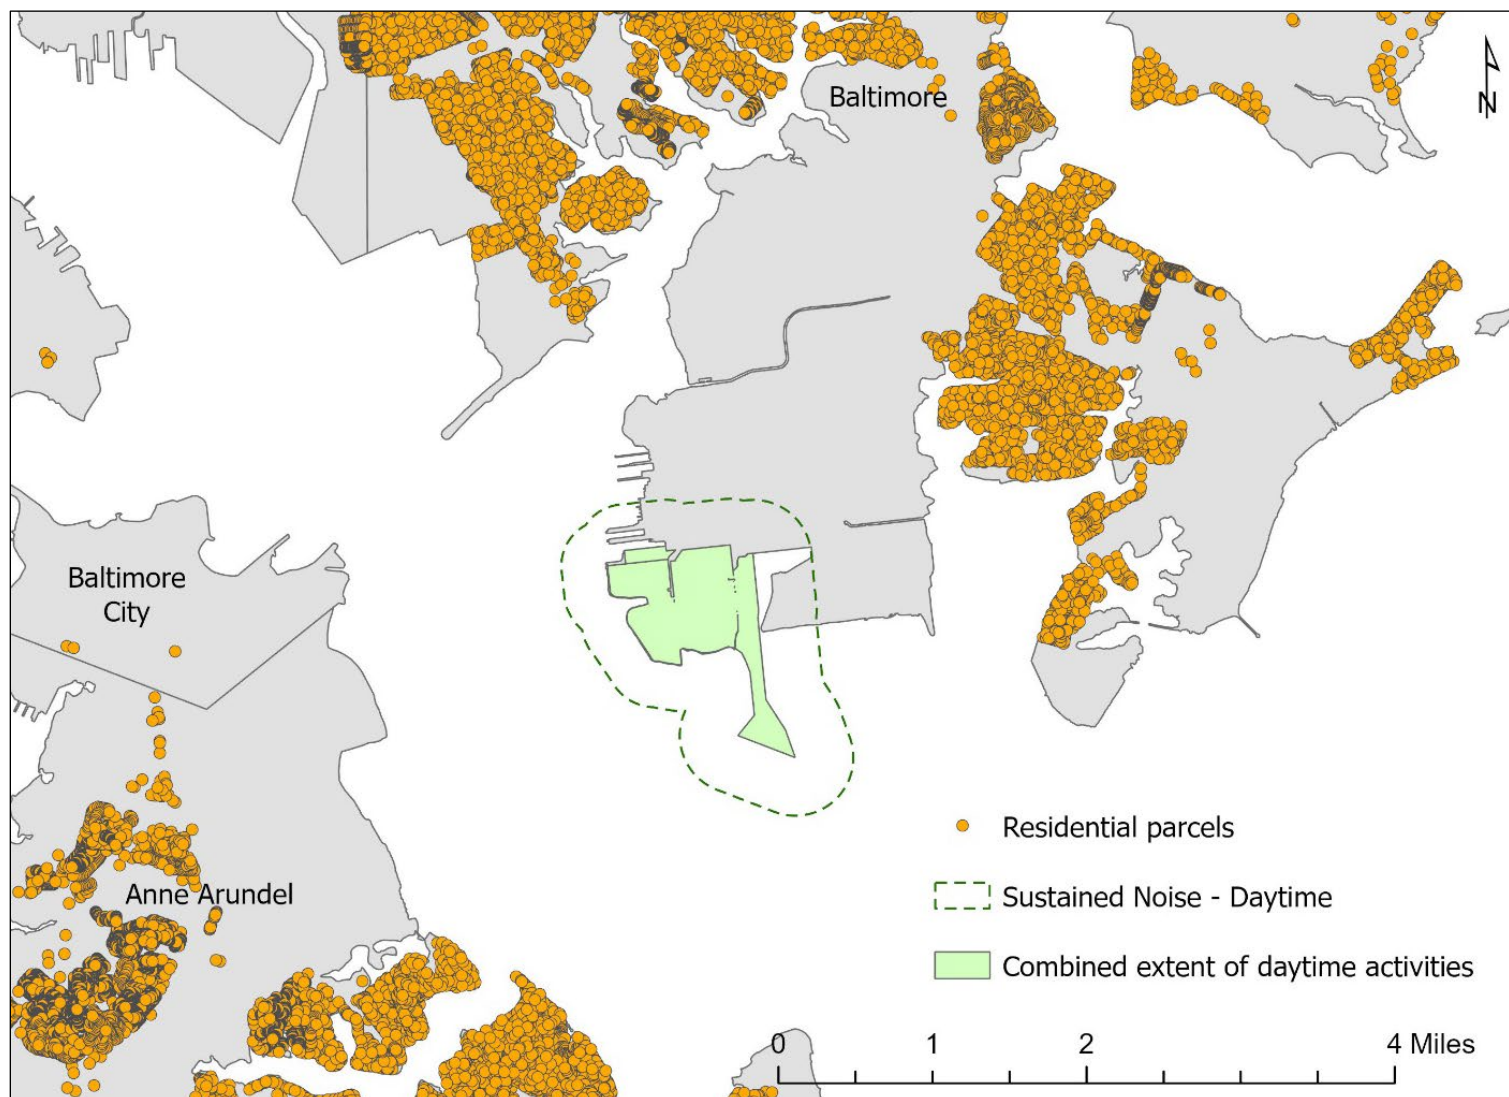 Baltimore
N
Baltimore
City
Residential parcels
Sustained Noise - Daytime
Anne Arundel
Combined extent of daytime activities
0 1 2 4 Miles